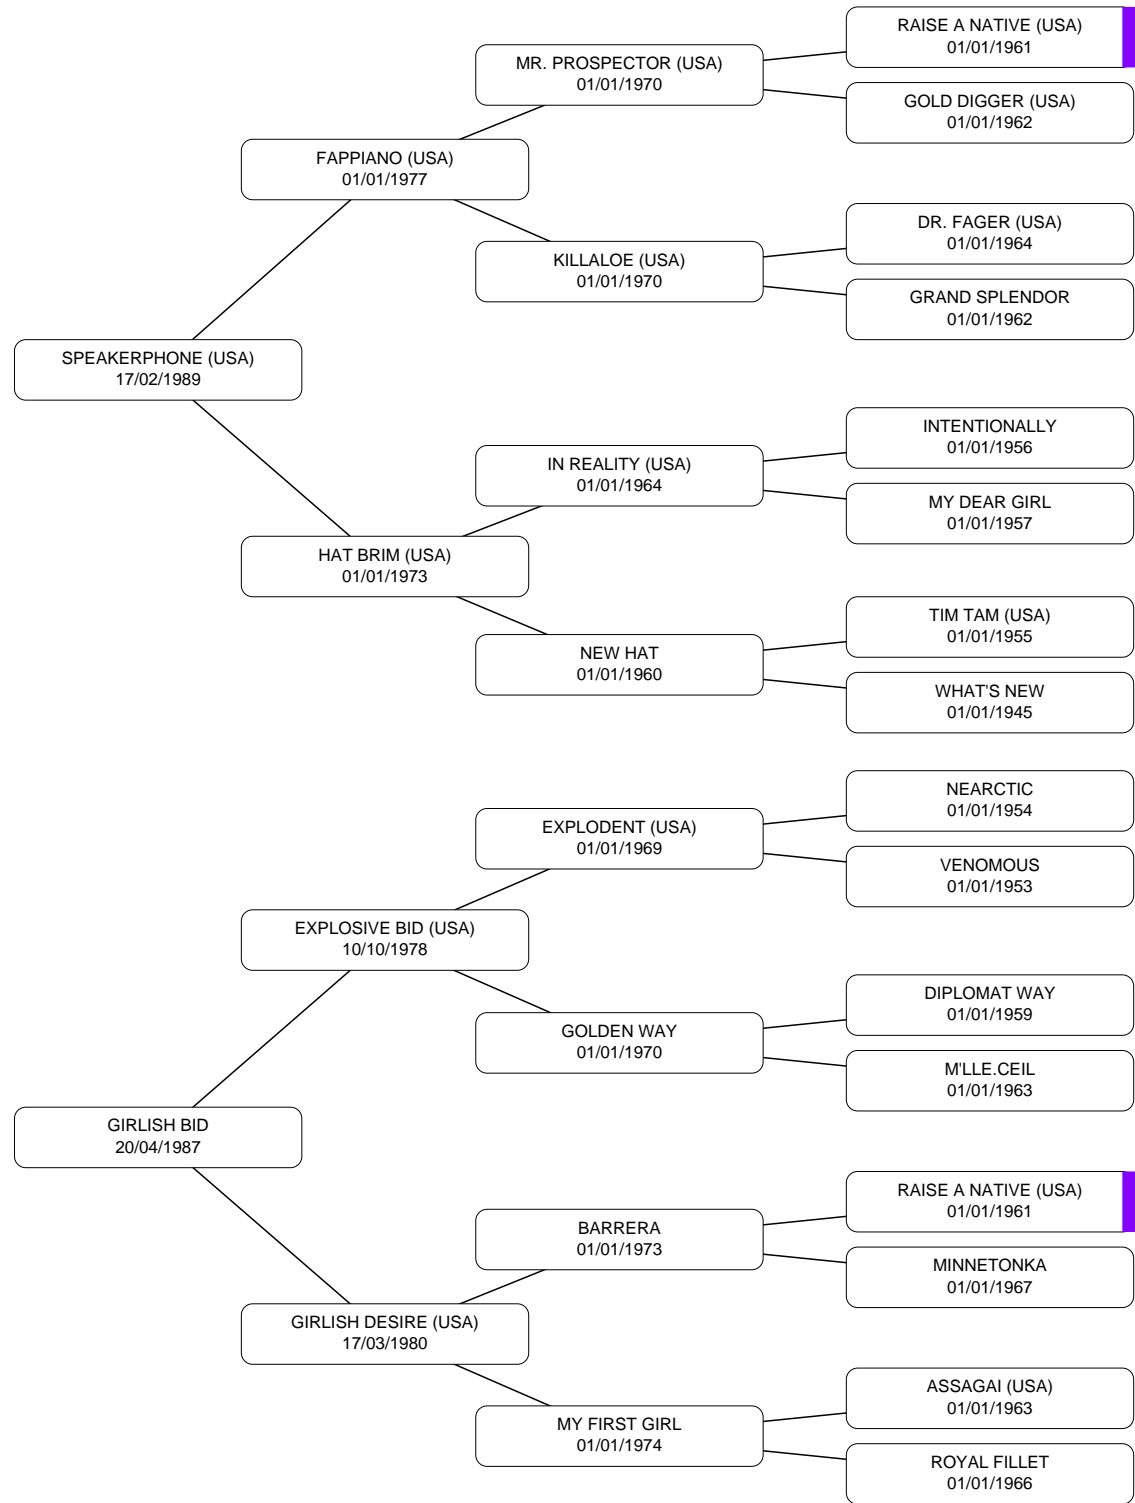 RAISE A NATIVE (USA)
01/01/1961
MR. PROSPECTOR (USA)
01/01/1970
GOLD DIGGER (USA)
01/01/1962
FAPPIANO (USA)
01/01/1977
DR. FAGER (USA)
01/01/1964
KILLALOE (USA)
01/01/1970
GRAND SPLENDOR
01/01/1962
SPEAKERPHONE (USA)
17/02/1989
INTENTIONALLY
01/01/1956
IN REALITY (USA)
01/01/1964
MY DEAR GIRL
01/01/1957
HAT BRIM (USA)
01/01/1973
TIM TAM (USA)
01/01/1955
NEW HAT
01/01/1960
WHAT'S NEW
01/01/1945
NEARCTIC
01/01/1954
EXPLODENT (USA)
01/01/1969
VENOMOUS
01/01/1953
EXPLOSIVE BID (USA)
10/10/1978
DIPLOMAT WAY
01/01/1959
GOLDEN WAY
01/01/1970
M'LLE.CEIL
01/01/1963
GIRLISH BID
20/04/1987
RAISE A NATIVE (USA)
01/01/1961
BARRERA
01/01/1973
MINNETONKA
01/01/1967
GIRLISH DESIRE (USA)
17/03/1980
ASSAGAI (USA)
01/01/1963
MY FIRST GIRL
01/01/1974
ROYAL FILLET
01/01/1966